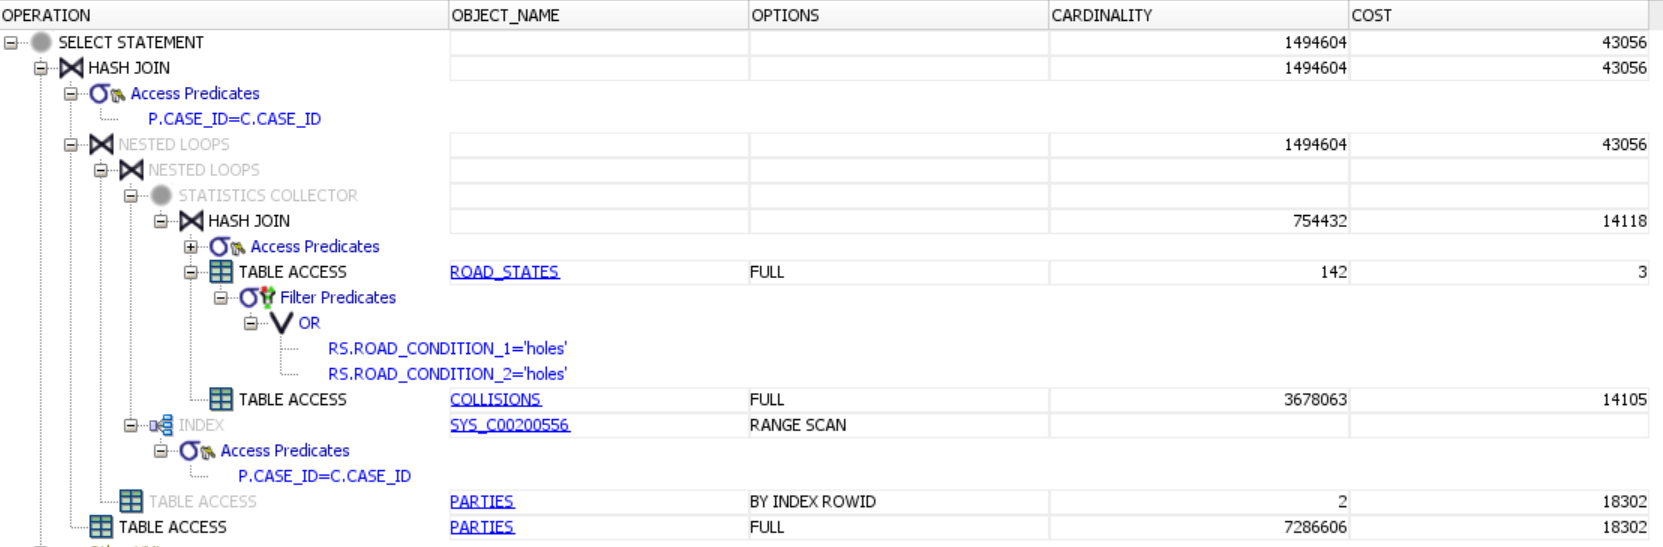 OPERATION OBJECT_NAME OPTIONS CARDINALITY COST
SELECT STATEMENT 1494604 43056
HASH JOIN 1494604 43056
Access Predicates
P.CASE_ID=C.CASE_ID
NESTED LOOPS 1494604 43056
NESTED LOOPS
STATISTICS COLLECTOR
HASH JOIN 754432 14118
Access Predicates
TABLE ACCESS ROAD_STATES FULL 142 3
Filter Predicates
OR
RS.ROAD_CONDITION_1='holes'
RS.ROAD_CONDITION_2='holes'
TABLE ACCESS COLLISIONS FULL 3678063 14105
INDEX SYS_C00200556 RANGE SCAN
Access Predicates
P.CASE_ID=C.CASE_ID
TABLE ACCESS PARTIES BY INDEX ROWID 2 18302
TABLE ACCESS PARTIES FULL 7286606 18302